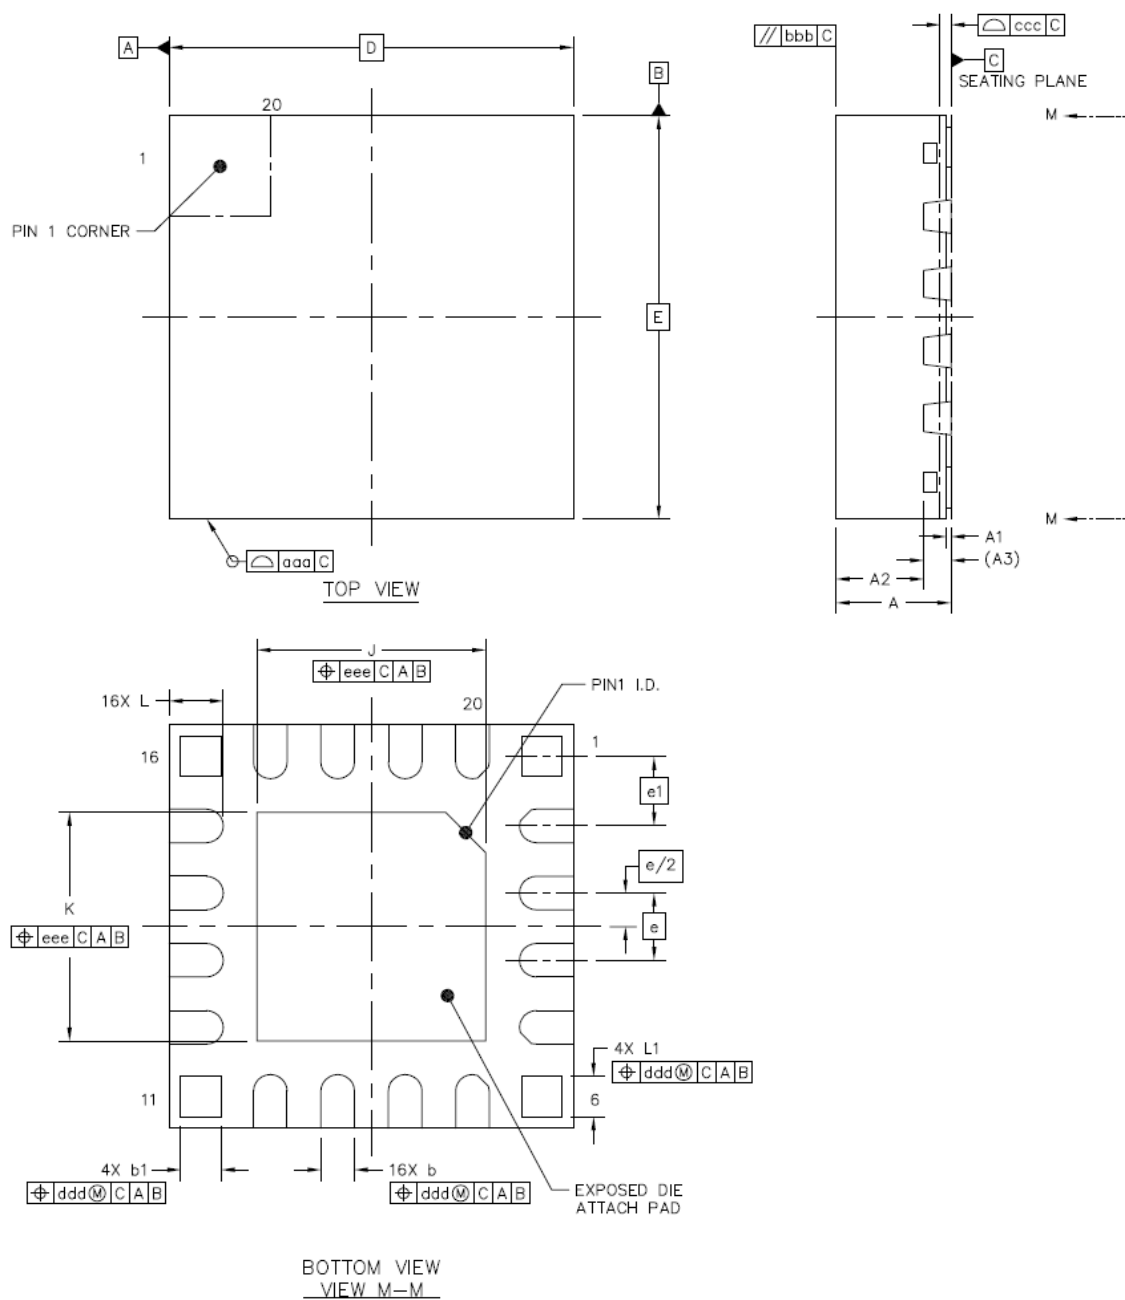 A
D
B
20
1
PIN 1 CORNER
E
aaa C
TOP VIEW
// bbb C
ccc C
C
SEATING PLANE
M
M
A1
(A3)
A2
A
J
eee C A B
16X L
20
PIN1 I.D.
16
1
e1
e/2
e
K
eee C A B
4X L1
ddd Ⓜ C A B
11
6
4X b1
ddd Ⓜ C A B
16X b
ddd Ⓜ C A B
EXPOSED DIE
ATTACH PAD
BOTTOM VIEW
VIEW M-M